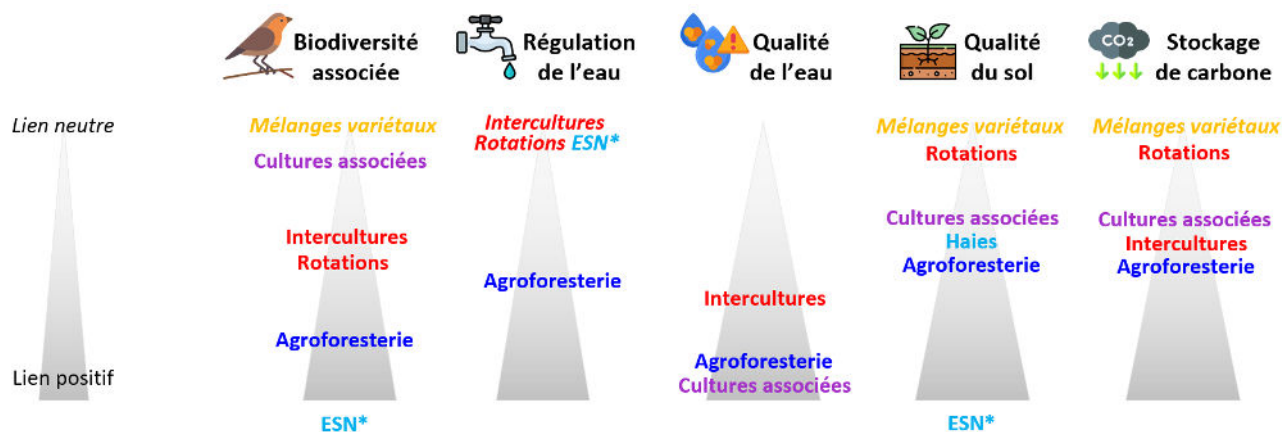 Biodiversité
associée
Régulation
de l'eau
Qualité
de l'eau
CO2
Qualité
du sol
Stockage
de carbone
Lien neutre
Lien positif
Mélanges variétaux
Cultures associées
Intercultures
Rotations
Agroforesterie
ESN*
Intercultures
Rotations ESN*
Agroforesterie
Intercultures
Agroforesterie
Cultures associées
Mélanges variétaux
Rotations
Cultures associées
Haies
Agroforesterie
ESN*
Mélanges variétaux
Rotations
Cultures associées
Intercultures
Agroforesterie